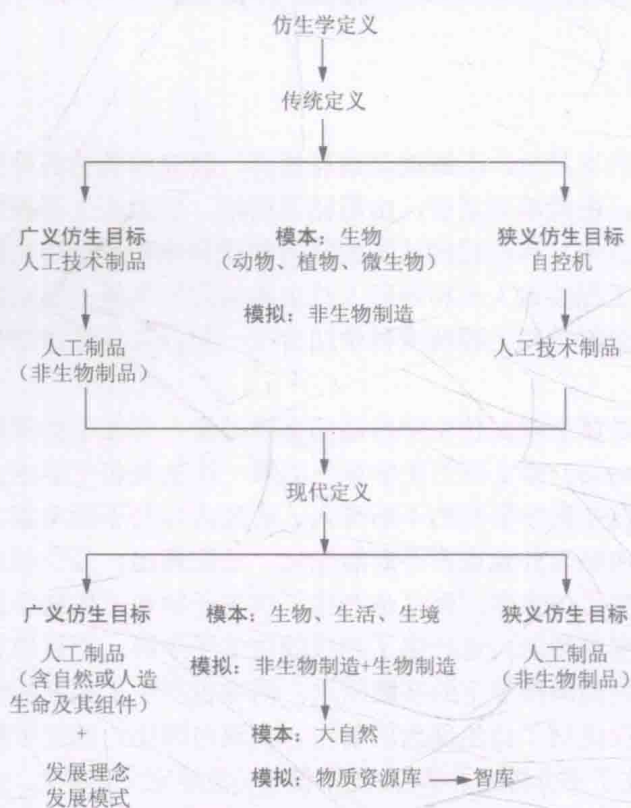 仿生学定义
传统定义
广义仿生目标
人工技术制品
模本：生物
（动物、植物、微生物）
狭义仿生目标
自控机
模拟：非生物制造
人工制品
（非生物制品）
人工技术制品
现代定义
广义仿生目标
模本：生物、生活、生境
狭义仿生目标
人工制品
（含自然或人造
生命及其组件）
模拟：非生物制造+生物制造
人工制品
（非生物制品）
+
模本：大自然
发展理念
发展模式
模拟：物质资源库 → 智库